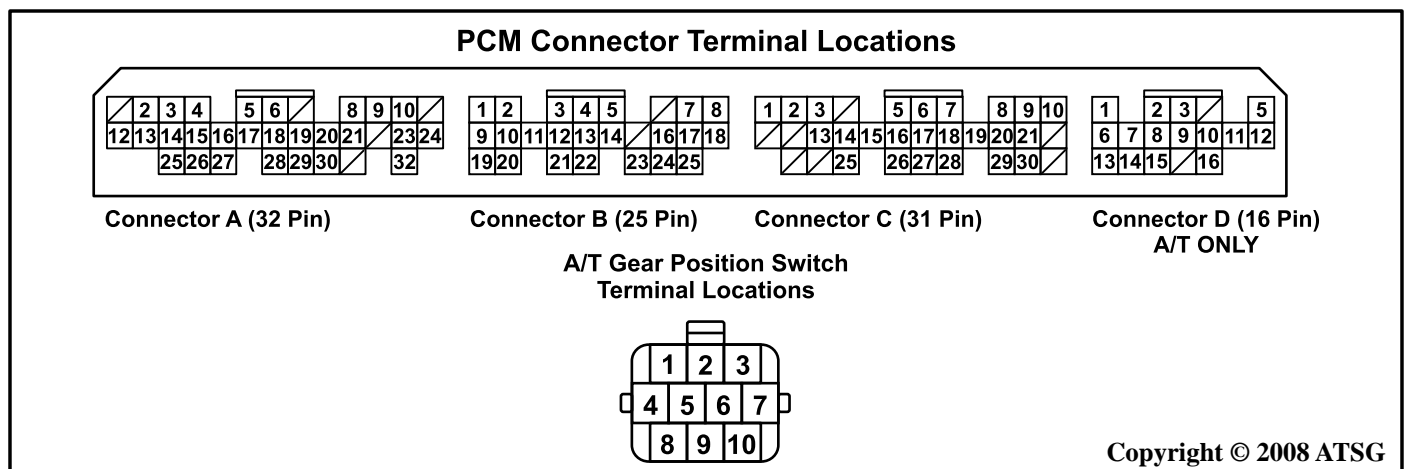 PCM Connector Terminal Locations
2 3 4 5 6 8 9 10 1 2 3 4 5 7 8 1 2 3 5 6 7 8 9 10 1 2 3 5
12 13 14 15 16 17 18 19 20 21 23 24 9 10 11 12 13 14 16 17 18 13 14 15 16 17 18 19 20 21 6 7 8 9 10 11 12
25 26 27 28 29 30 32 19 20 21 22 23 24 25 25 26 27 28 29 30 13 14 15 16
Connector A (32 Pin) Connector B (25 Pin) Connector C (31 Pin) Connector D (16 Pin)
A/T ONLY
A/T Gear Position Switch
Terminal Locations
1 2 3
4 5 6 7
8 9 10
Copyright © 2008 ATSG